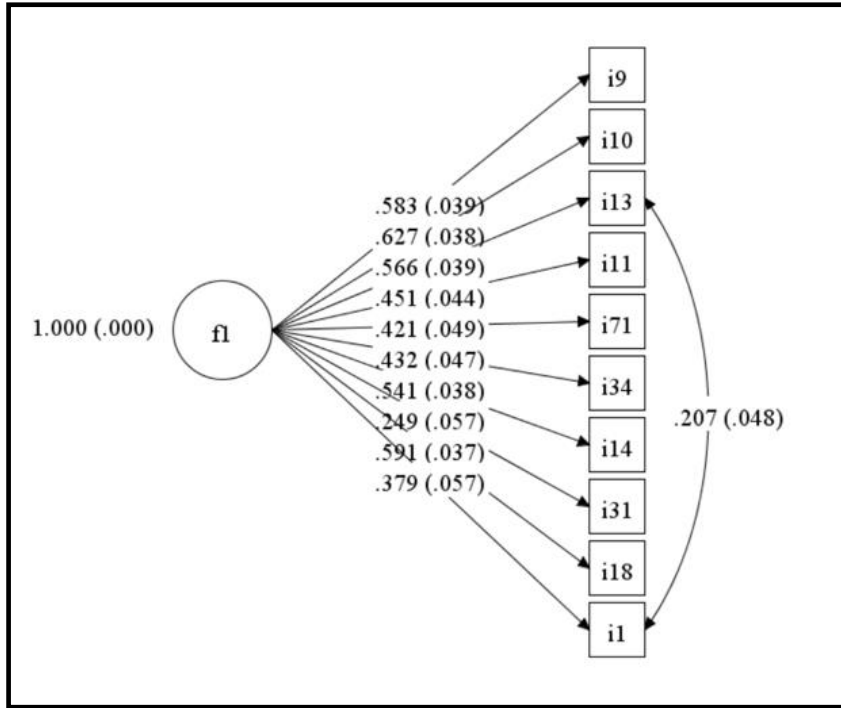 i9
i10
i13
i11
i71
i34
i14
i31
i18
i1
.583 (.039)
.627 (.038)
.566 (.039)
.451 (.044)
.421 (.049)
.432 (.047)
.541 (.038)
.249 (.057)
.591 (.037)
.379 (.057)
1.000 (.000)
f1
.207 (.048)